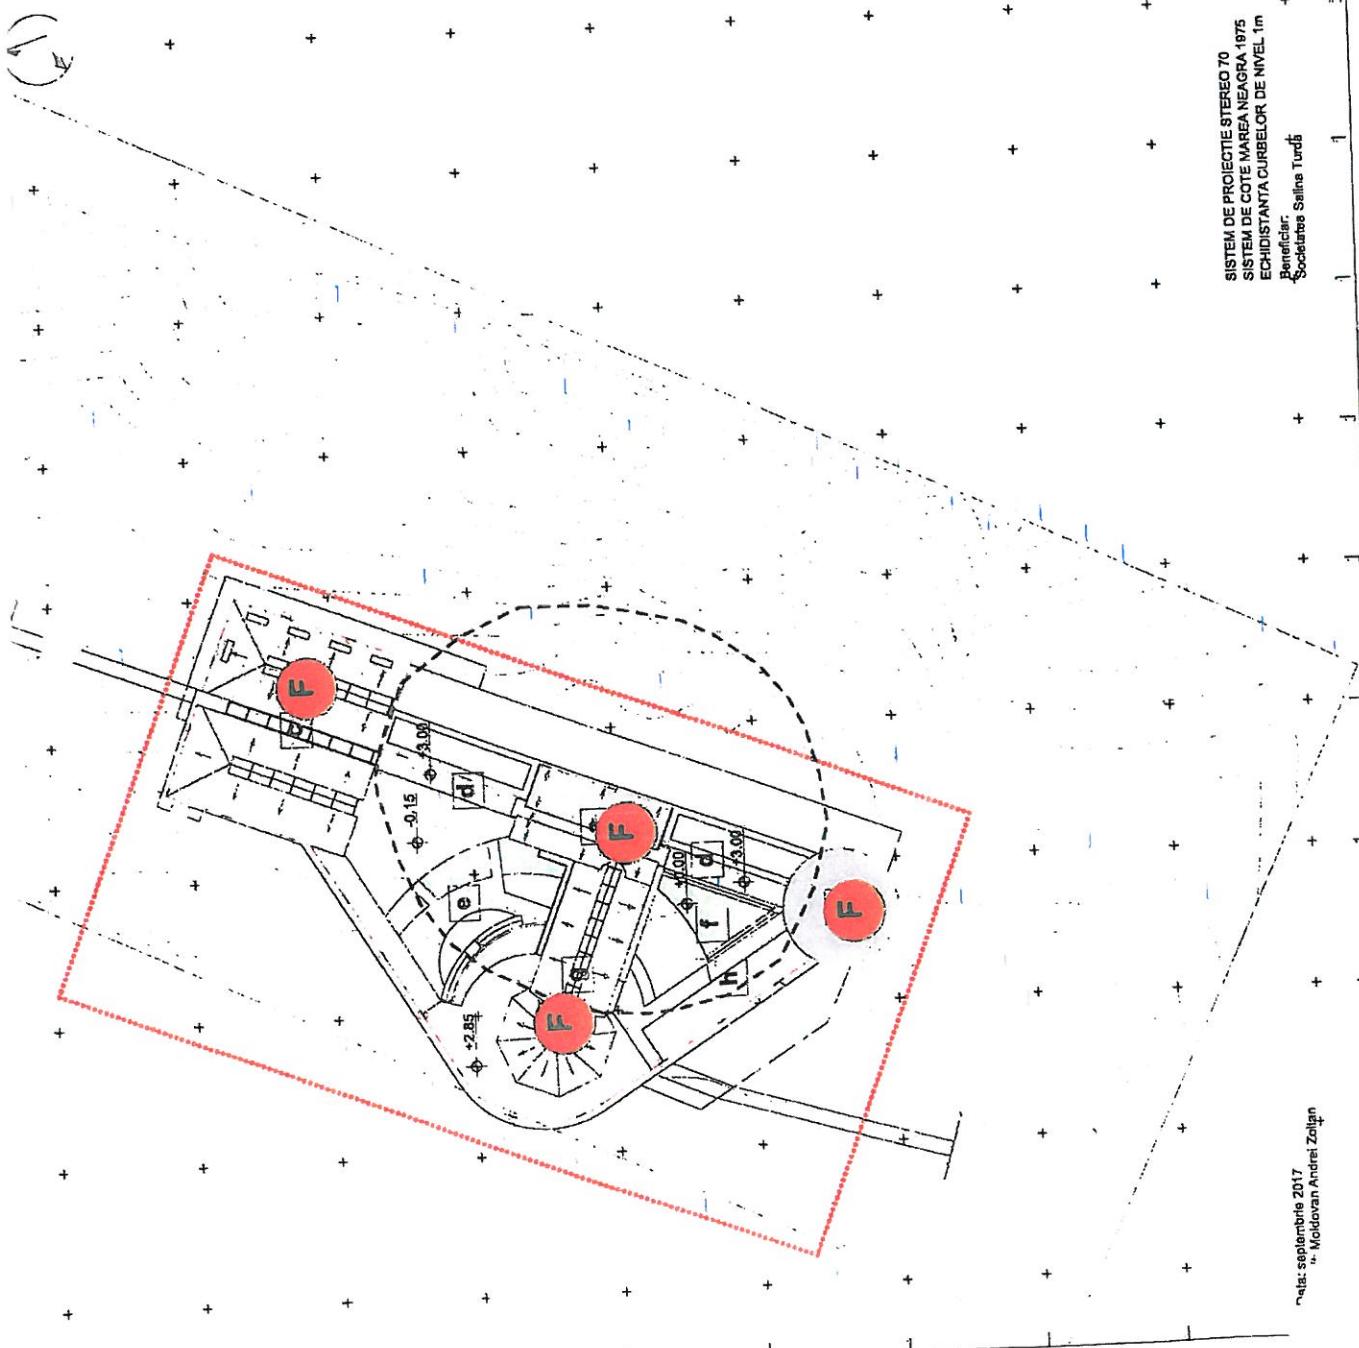 SISTEM DE PROIECTIE STEREO 70
SISTEM DE COTE MAREA NEAGRA 1975
ECHIDISTANTA CURBELOR DE NIVEL 1m
Beneficiar:
Societatea Salina Turda
F
+3.00
d
-0.15
F
e
d
+3.00
±0.00
f
F
h
g
F
+2.85
septembrie 2017
Moldovan Andrei Zoltan